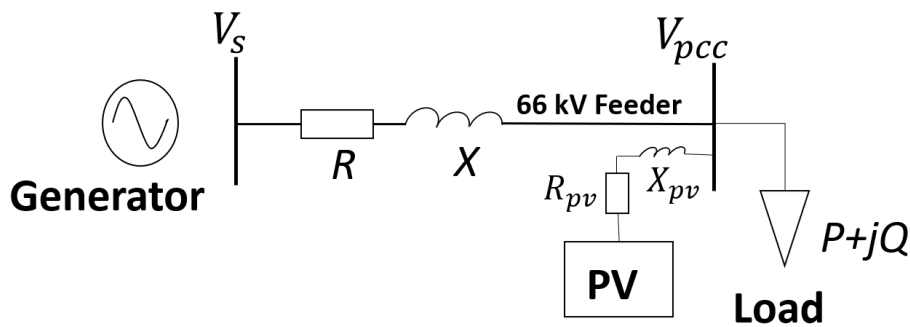 V_s
V_pcc
66 kV Feeder
R
X
Generator
R_pv
X_pv
PV
P+jQ
Load